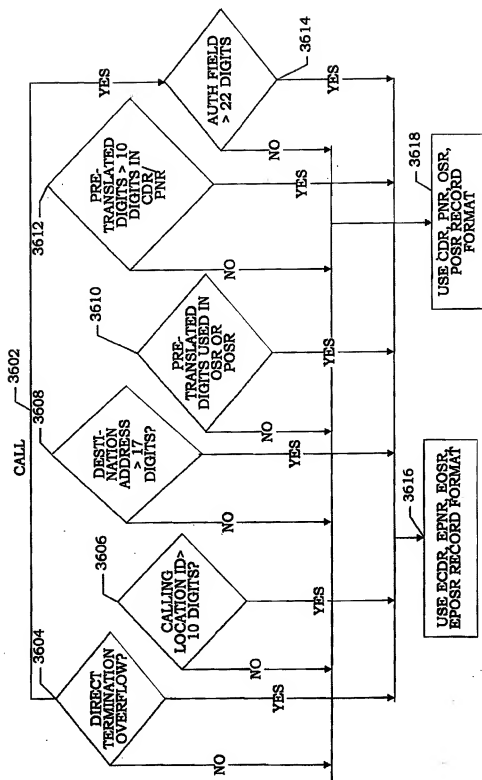 CALL
3602
3604
DIRECT
TERMINATION
OVERFLOW?
NO
YES
3606
CALLING
LOCATION ID>
10 DIGITS?
NO
YES
3608
DESTI-
NATION
ADDRESS
> 17
DIGITS?
NO
YES
3610
PRE-
TRANSLATED
DIGITS USED IN
OSR OR
POSR
NO
YES
3612
PRE-
TRANSLATED
DIGITS > 10
DIGITS IN
CDR/
PNR
NO
YES
YES
AUTH FIELD
> 22 DIGITS
3614
NO
YES
3616
USE ECDR, EPNR, EOSR,
EPOSR RECORD FORMAT
3618
USE CDR, PNR, OSR,
POSR RECORD
FORMAT